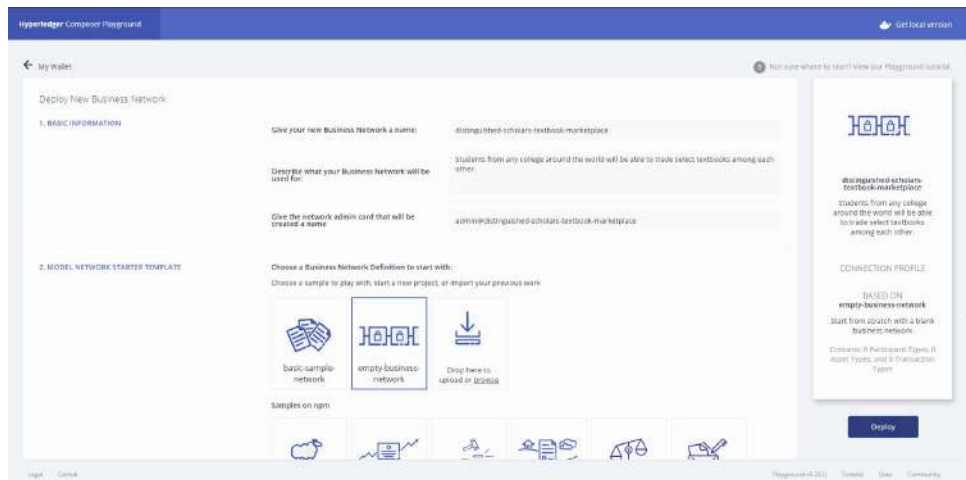 Hyperledger Composer Playground
Get local version
My Wallet
Not sure where to start? View our Playground tutorial
Deploy New Business Network
1. BASIC INFORMATION
Give your new Business Network a name:
distinguished-scholars-textbook-marketplace
Describe what your Business Network will be
used for:
Students from any college around the world will be able to trade select textbooks among each
other.
Give the network admin card that will be
created a name
admin@distinguished-scholars-textbook-marketplace
2. MODEL NETWORK STARTER TEMPLATE
Choose a Business Network Definition to start with:
Choose a sample to play with, start a new project, or import your previous work
basic-sample-
network
empty-business-
network
Drop here to
upload or browse
Samples on npm
distinguished-scholars-
textbook-marketplace
Students from any college
around the world will be able
to trade select textbooks
among each other.
CONNECTION PROFILE
BASED ON
empty-business-network
Start from scratch with a blank
business network
Contains: 0 Participant Types, 0
Asset Types, and 0 Transaction
Types
Deploy
Legal
GitHub
Tutorial
Docs
Community